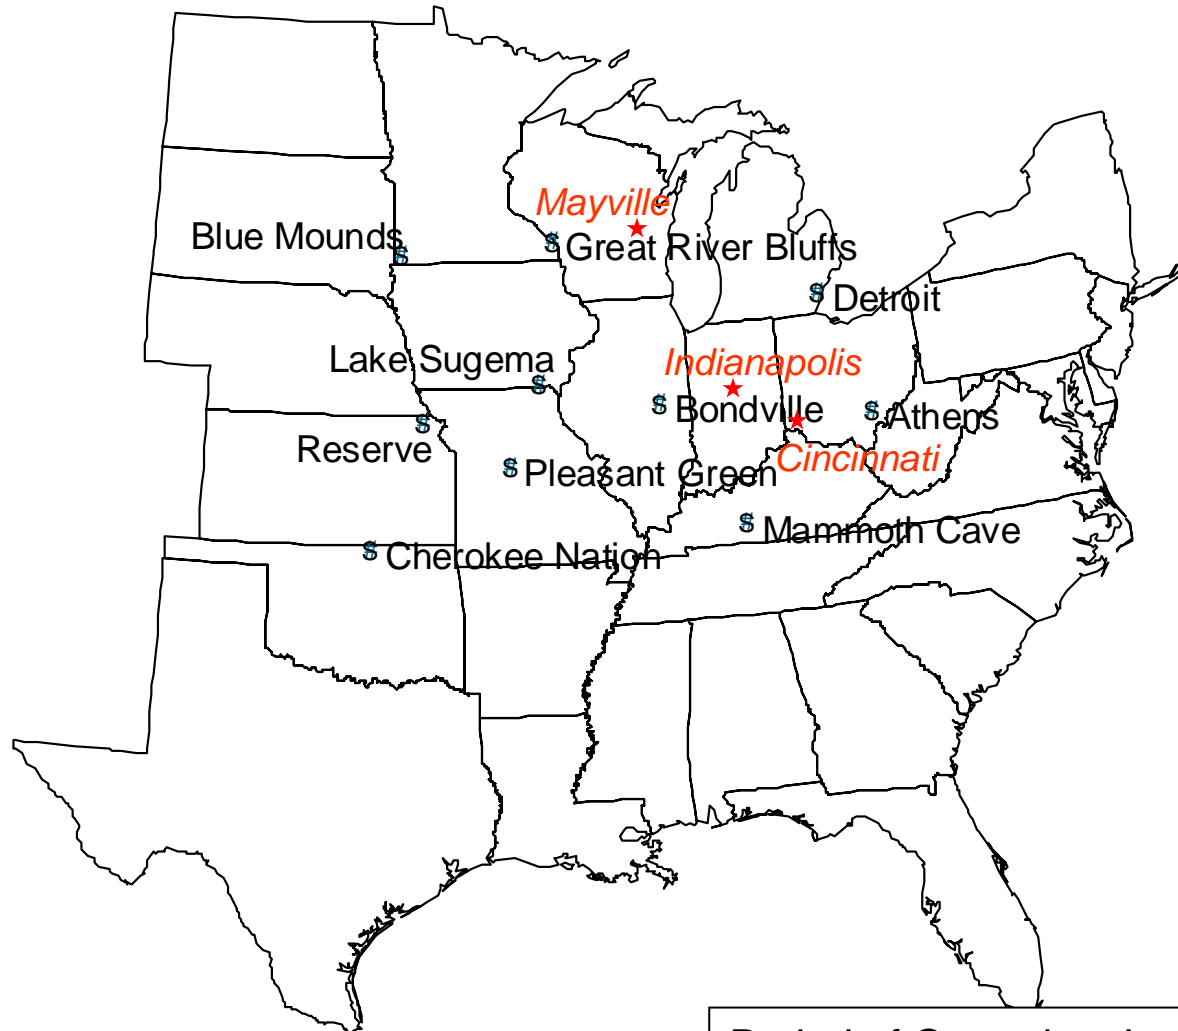 Mayville
Blue Mounds
Great River Bluffs
Detroit
Lake Sugema
Indianapolis
Bondville
Athens
Reserve
Cincinnati
Pleasant Green
Mammoth Cave
Cherokee Nation